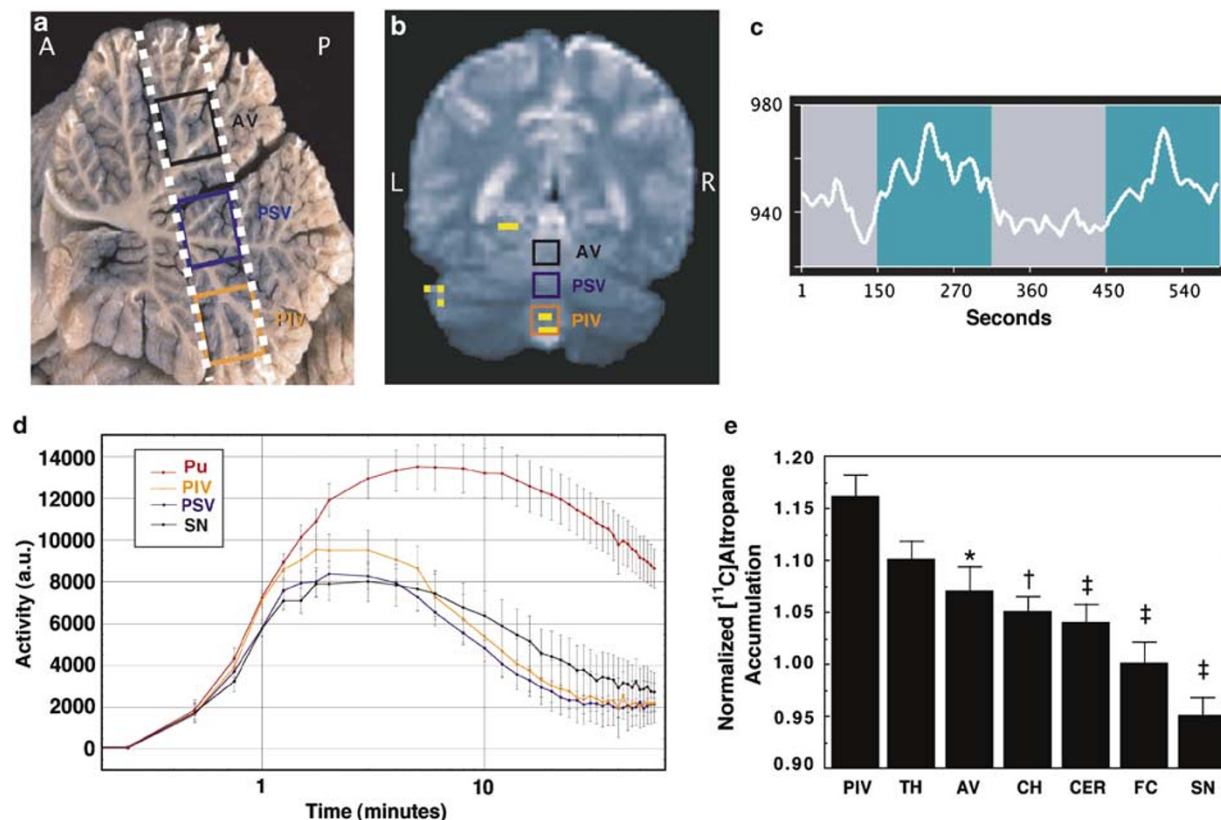 a
A
P
AV
PSV
PIV
b
L
R
AV
PSV
PIV
c
980
940
1 150 270 360 450 540
Seconds
d
14000
12000
10000
8000
6000
4000
2000
0
Activity (a.u.)
Pu
PIV
PSV
SN
1 10
Time (minutes)
e
1.20
1.15
1.10
1.05
1.00
0.95
0.90
Normalized [¹¹C]Altropane
Accumulation
* † ‡ ‡ ‡
PIV TH AV CH CER FC SN